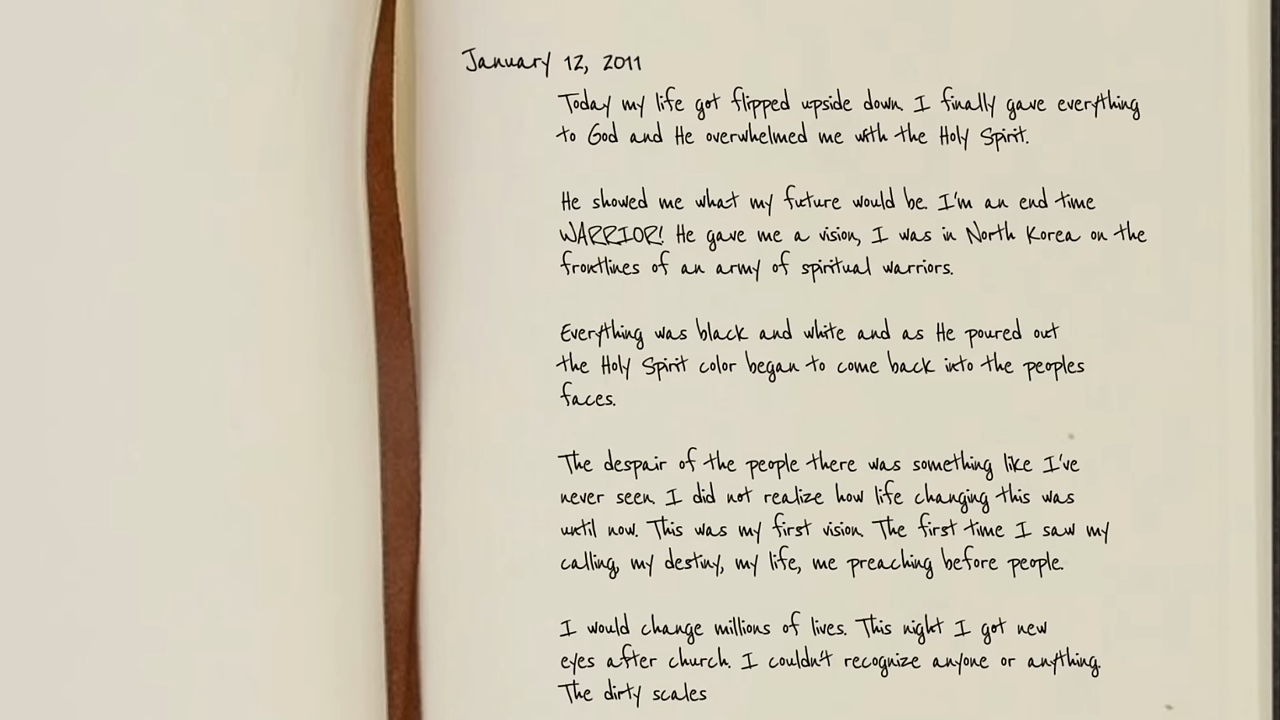 January 12, 2011
Today my life got flipped upside down. I finally gave everything
to God and He overwhelmed me with the Holy Spirit.
He showed me what my future would be. I'm an end time
WARRIOR! He gave me a vision, I was in North Korea on the
frontlines of an army of spiritual warriors.
Everything was black and white and as He poured out
the Holy Spirit color began to come back into the peoples
faces.
The despair of the people there was something like I've
never seen. I did not realize how life changing this was
until now. This was my first vision. The first time I saw my
calling, my destiny, my life, me preaching before people.
I would change millions of lives. This night I got new
eyes after church. I couldn't recognize anyone or anything.
The dirty scales